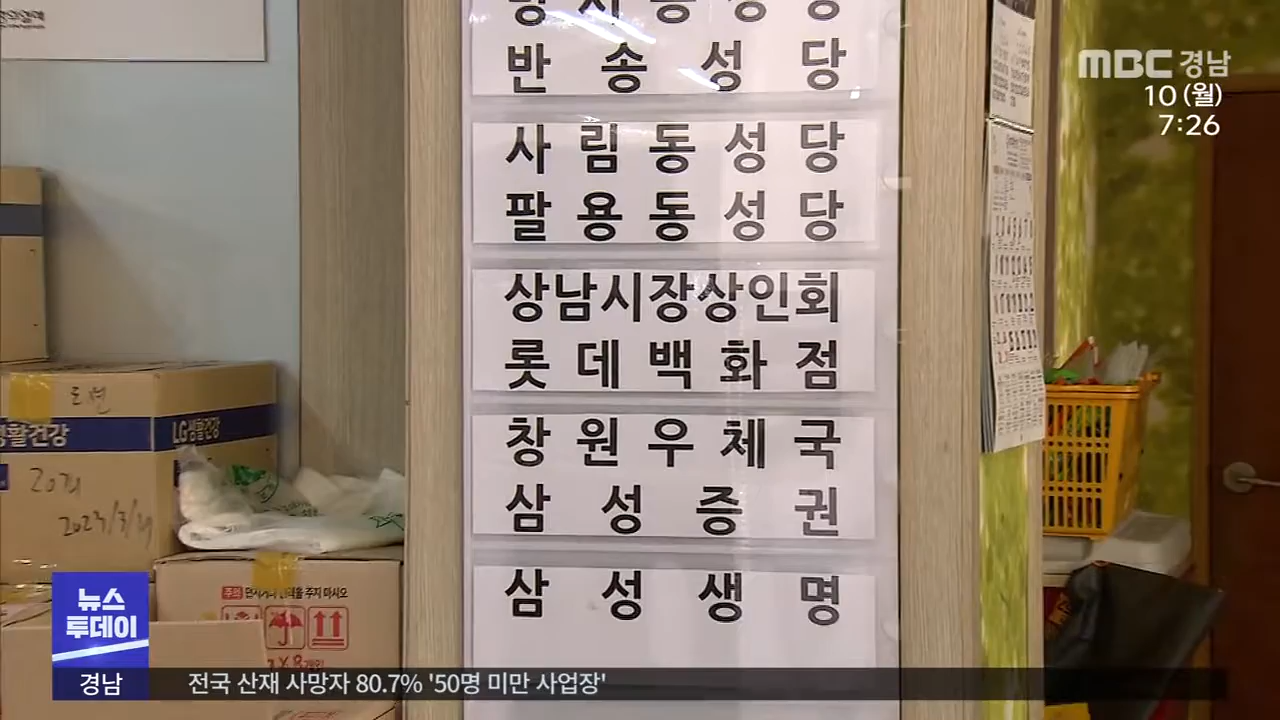 반송성당
사림동성당
팔용동성당
상남시장상인회
롯데백화점
창원우체국
삼성증권
삼성생명
MBC 경남
10 (월)
7:26
LG생활건강
20개
뉴스
투데이
경남
전국 산재 사망자 80.7% '50명 미만 사업장'